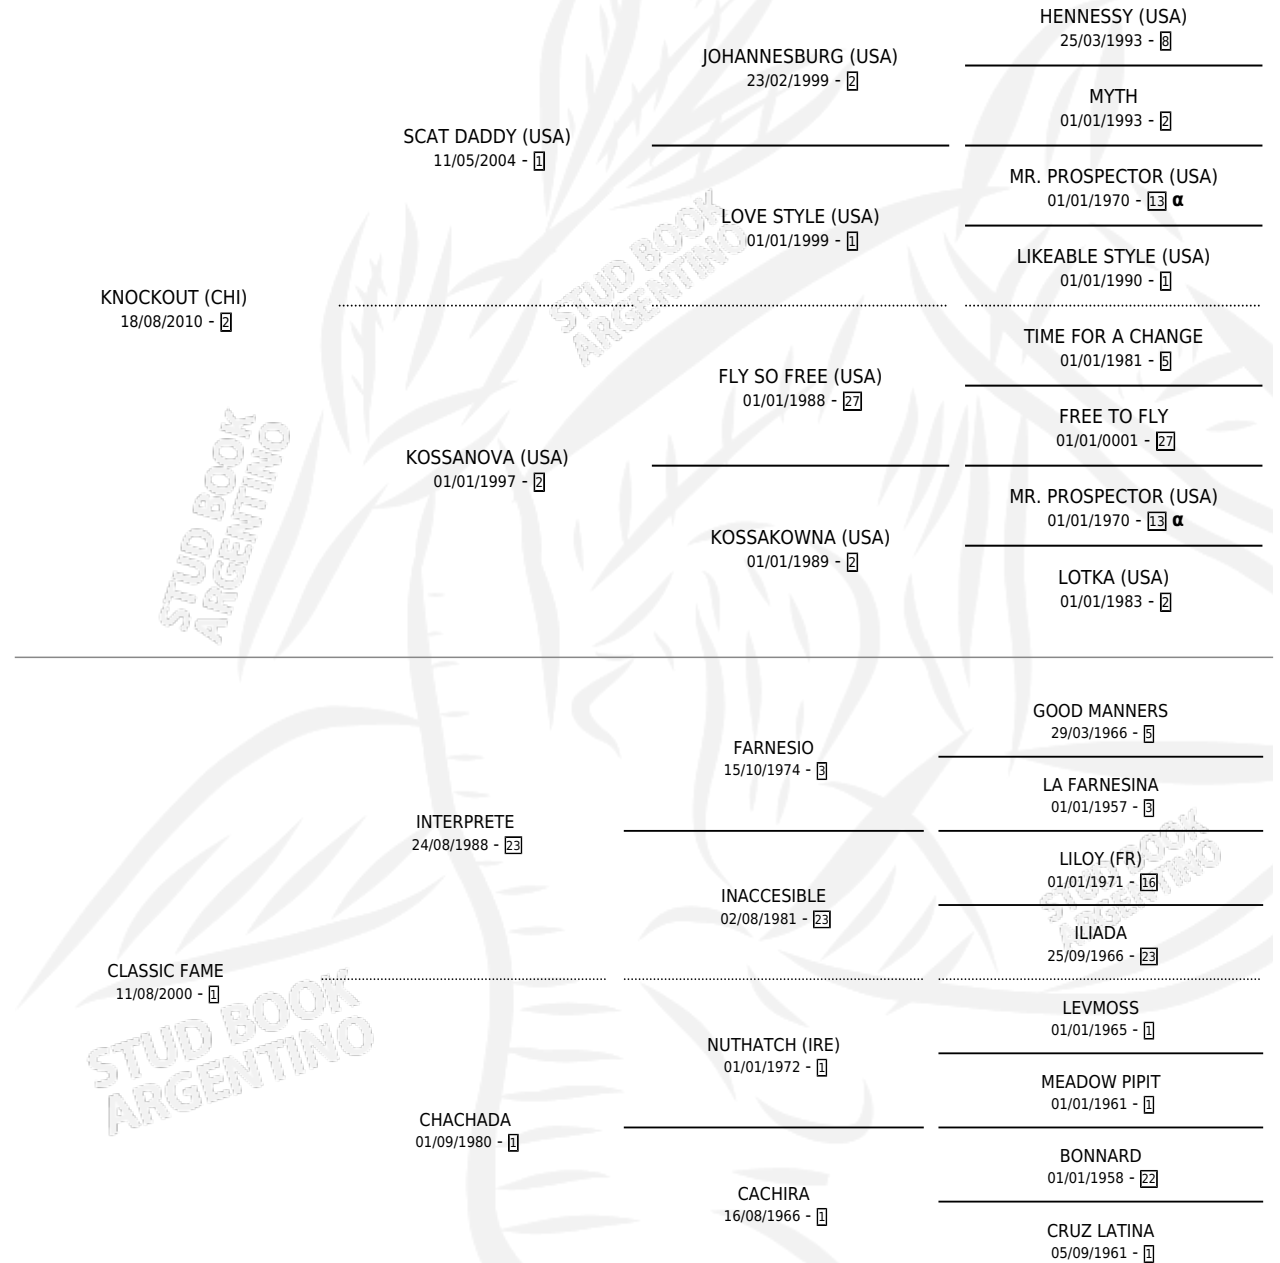 HENNESSY (USA)
25/03/1993 - 8
JOHANNESBURG (USA)
23/02/1999 - 2
MYTH
01/01/1993 - 2
SCAT DADDY (USA)
11/05/2004 - 1
MR. PROSPECTOR (USA)
01/01/1970 - 13 α
LOVE STYLE (USA)
01/01/1999 - 1
LIKEABLE STYLE (USA)
01/01/1990 - 1
KNOCKOUT (CHI)
18/08/2010 - 2
TIME FOR A CHANGE
01/01/1981 - 5
FLY SO FREE (USA)
01/01/1988 - 27
FREE TO FLY
01/01/0001 - 27
KOSSANOVA (USA)
01/01/1997 - 2
MR. PROSPECTOR (USA)
01/01/1970 - 13 α
KOSSAKOWNA (USA)
01/01/1989 - 2
LOTKA (USA)
01/01/1983 - 2
GOOD MANNERS
29/03/1966 - 5
FARNESIO
15/10/1974 - 3
LA FARNESINA
01/01/1957 - 3
INTERPRETE
24/08/1988 - 23
LILOY (FR)
01/01/1971 - 16
INACCESIBLE
02/08/1981 - 23
ILIADA
25/09/1966 - 23
CLASSIC FAME
11/08/2000 - 1
LEVMOSS
01/01/1965 - 1
NUTHATCH (IRE)
01/01/1972 - 1
MEADOW PIPIT
01/01/1961 - 1
CHACHADA
01/09/1980 - 1
BONNARD
01/01/1958 - 22
CACHIRA
16/08/1966 - 1
CRUZ LATINA
05/09/1961 - 1
STUD BOOK
ARGENTINO
STUD BOOK
ARGENTINO
STUD BOOK
ARGENTINO
STUD BOOK
ARGENTINO